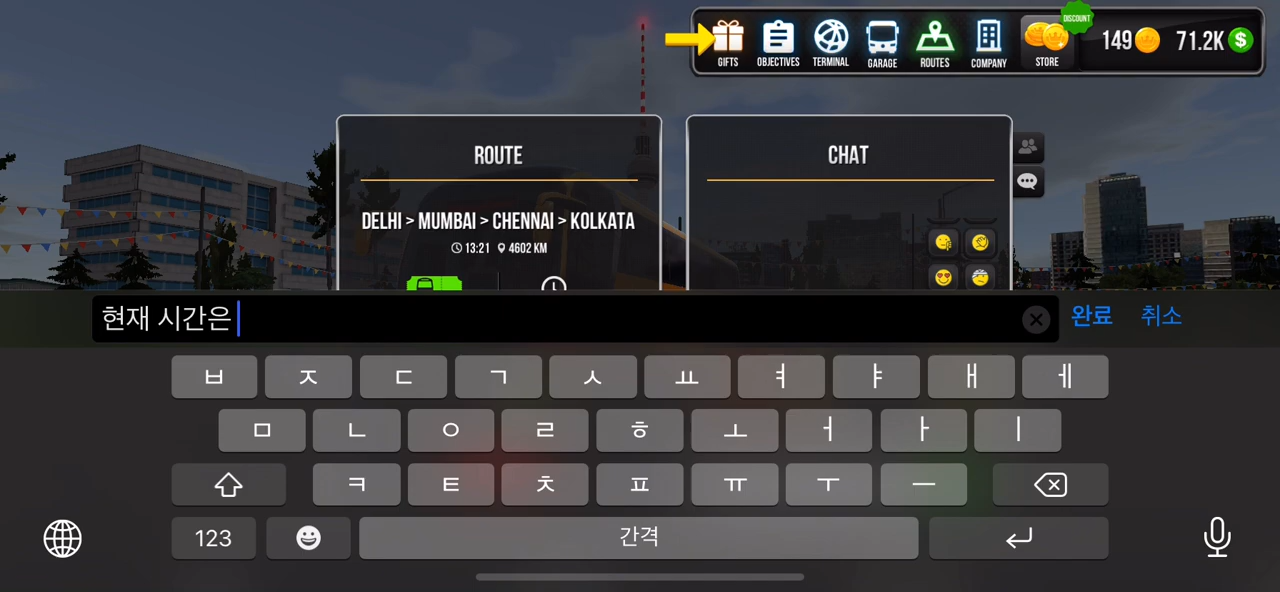 DISCOUNT
GIFTS
OBJECTIVES
TERMINAL
GARAGE
ROUTES
COMPANY
STORE
149
71.2K $
ROUTE
DELHI > MUMBAI > CHENNAI > KOLKATA
13:21 4602 KM
CHAT
현재 시간은
완료
취소
ㅂ ㅈ ㄷ ㄱ ㅅ ㅛ ㅕ ㅑ ㅐ ㅔ
ㅁ ㄴ ㅇ ㄹ ㅎ ㅗ ㅓ ㅏ ㅣ
ㅋ ㅌ ㅊ ㅍ ㅠ ㅜ ㅡ
123
간격